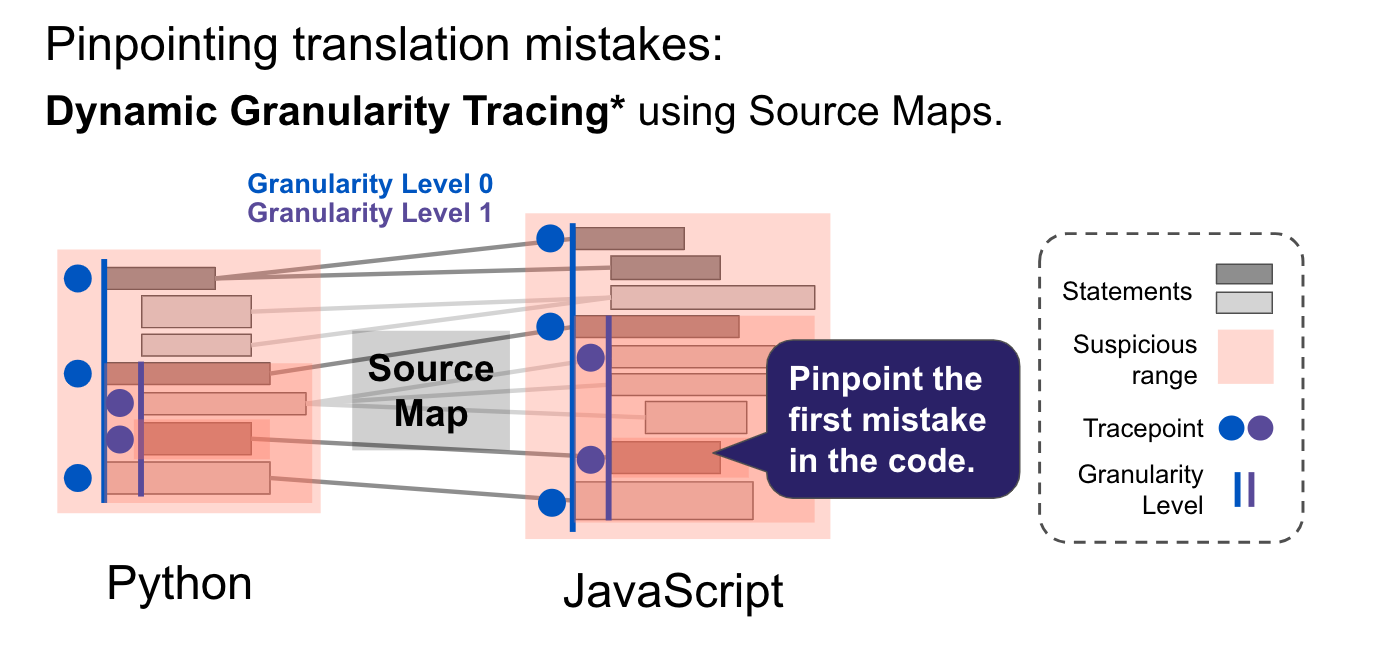 Pinpointing translation mistakes:
Dynamic Granularity Tracing* using Source Maps.
Granularity Level 0
Granularity Level 1
Source
Map
Pinpoint the
first mistake
in the code.
Python
JavaScript
Statements
Suspicious
range
Tracepoint
Granularity
Level